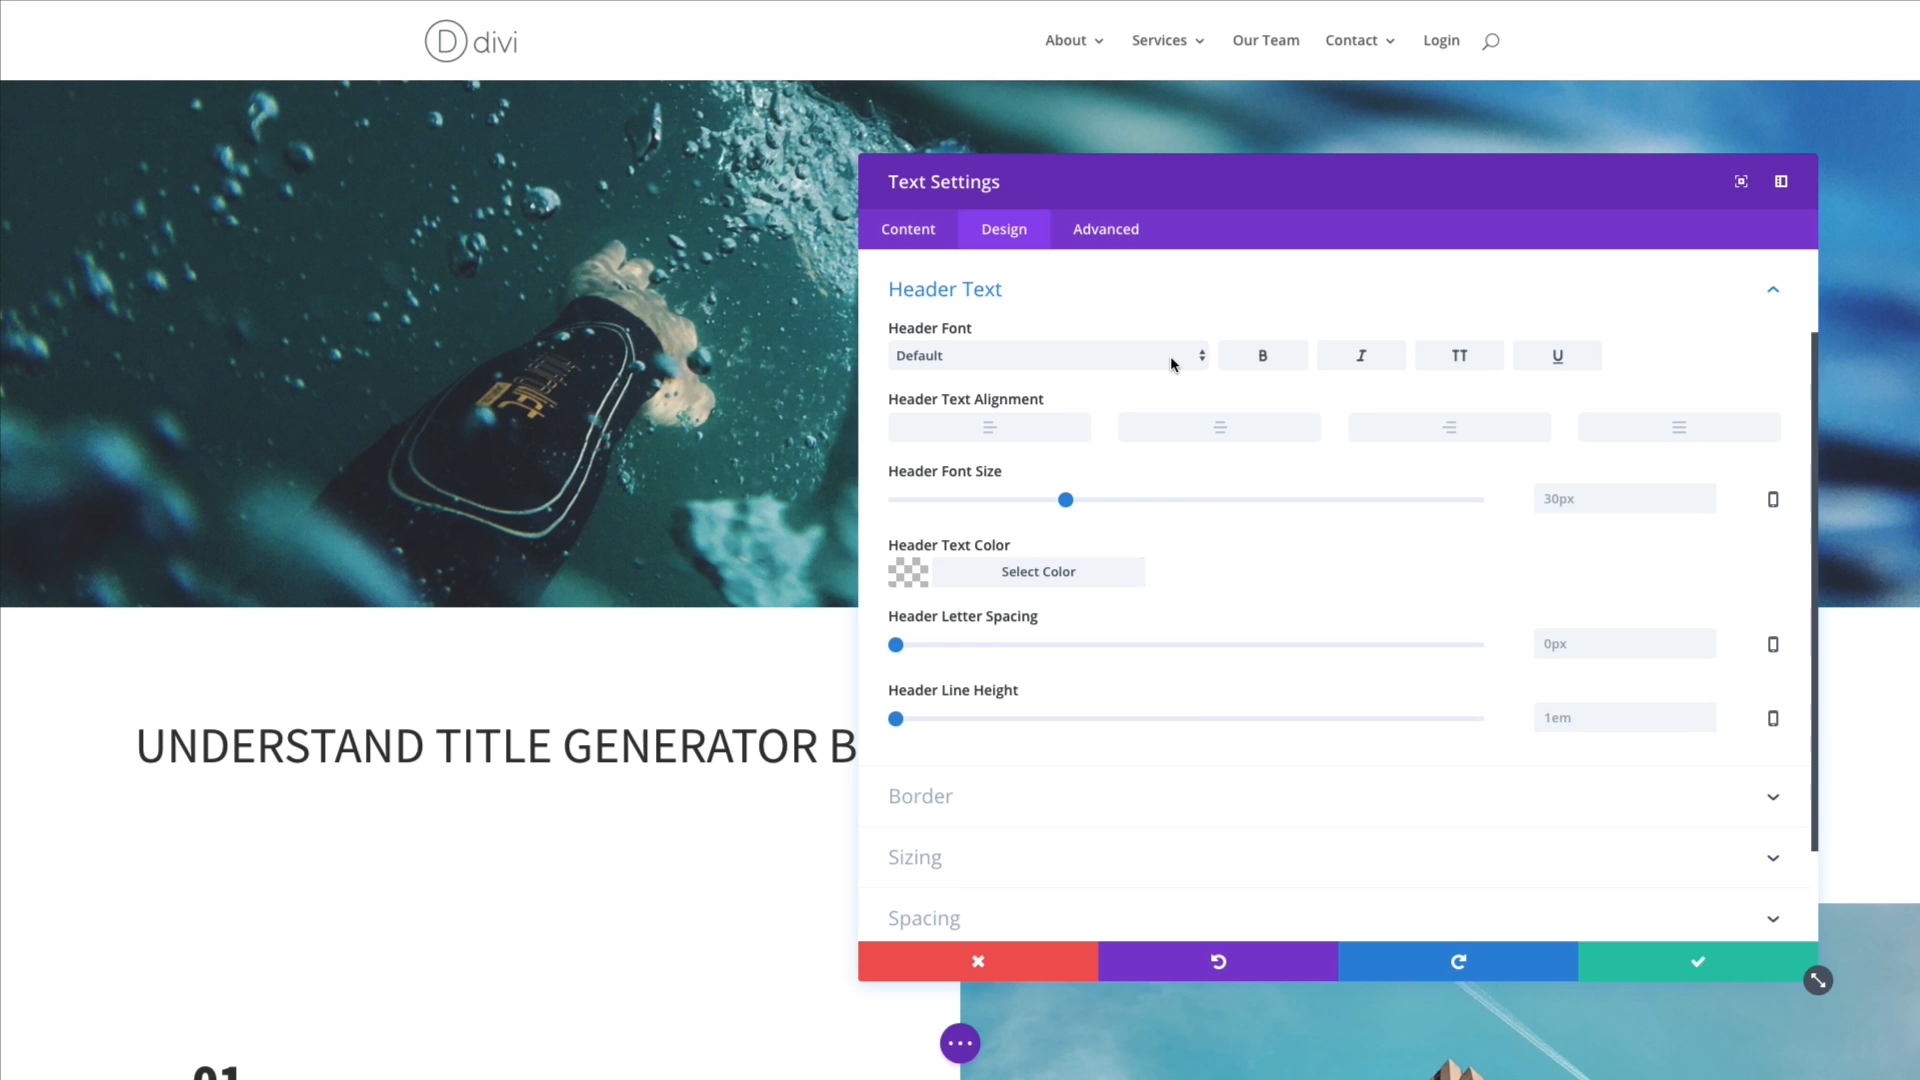 D divi
About
Services
Our Team
Contact
Login
Text Settings
Content
Design
Advanced
Header Text
Header Font
Default
B
I
TT
U
Header Text Alignment
Header Font Size
30px
Header Text Color
Select Color
Header Letter Spacing
0px
Header Line Height
1em
UNDERSTAND TITLE GENERATOR B
Border
Sizing
Spacing
01